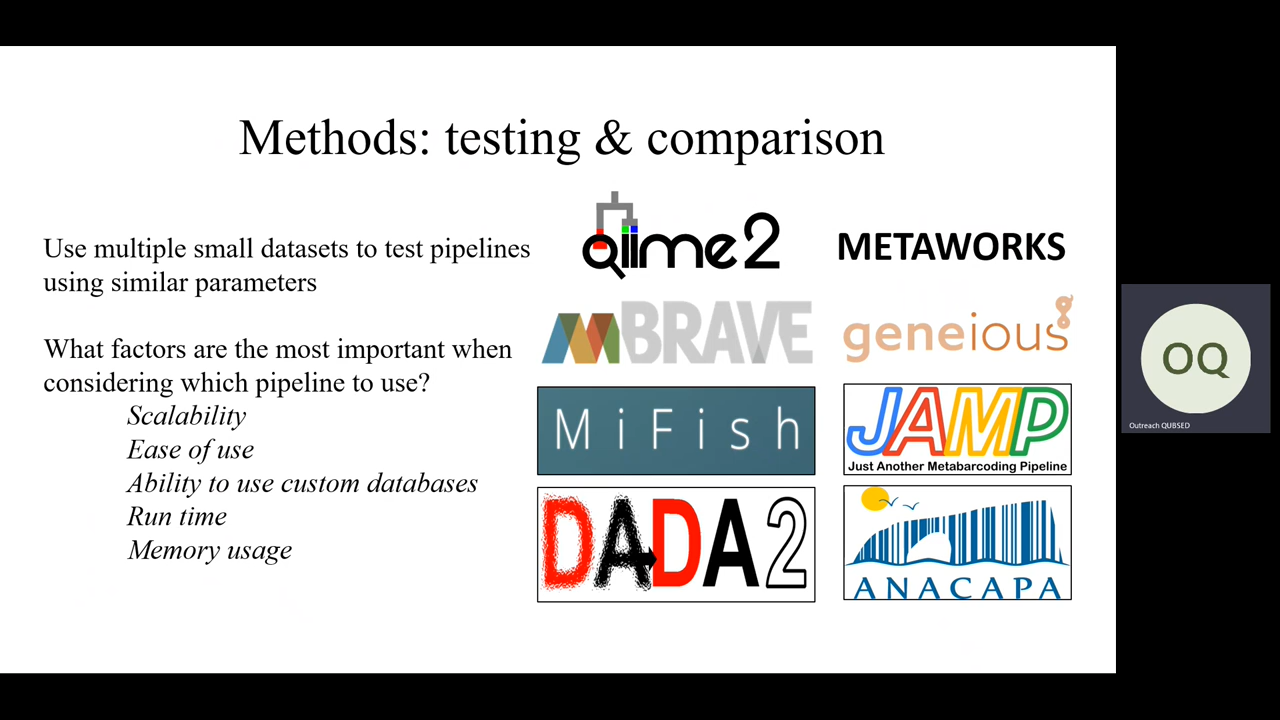 Methods: testing & comparison
Use multiple small datasets to test pipelines
using similar parameters
What factors are the most important when
considering which pipeline to use?
Scalability
Ease of use
Ability to use custom databases
Run time
Memory usage
qiime2
METAWORKS
mBRAVE
geneious
MiFish
JAMP
Just Another Metabarcoding Pipeline
DADA2
ANACAPA
OQ
Outreach QUBSED